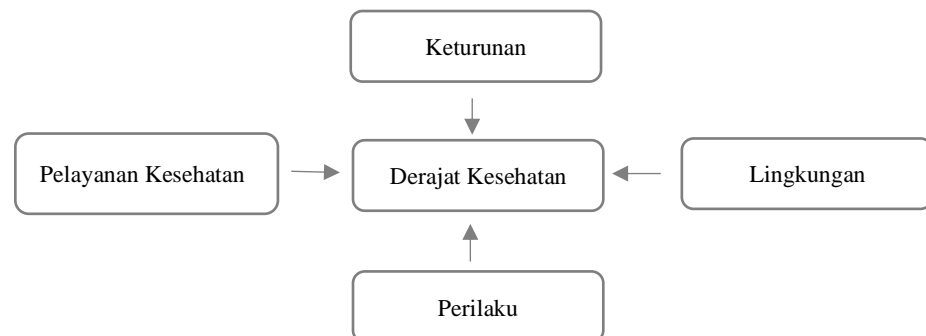 Keturunan
Pelayanan Kesehatan
Derajat Kesehatan
Lingkungan
Perilaku